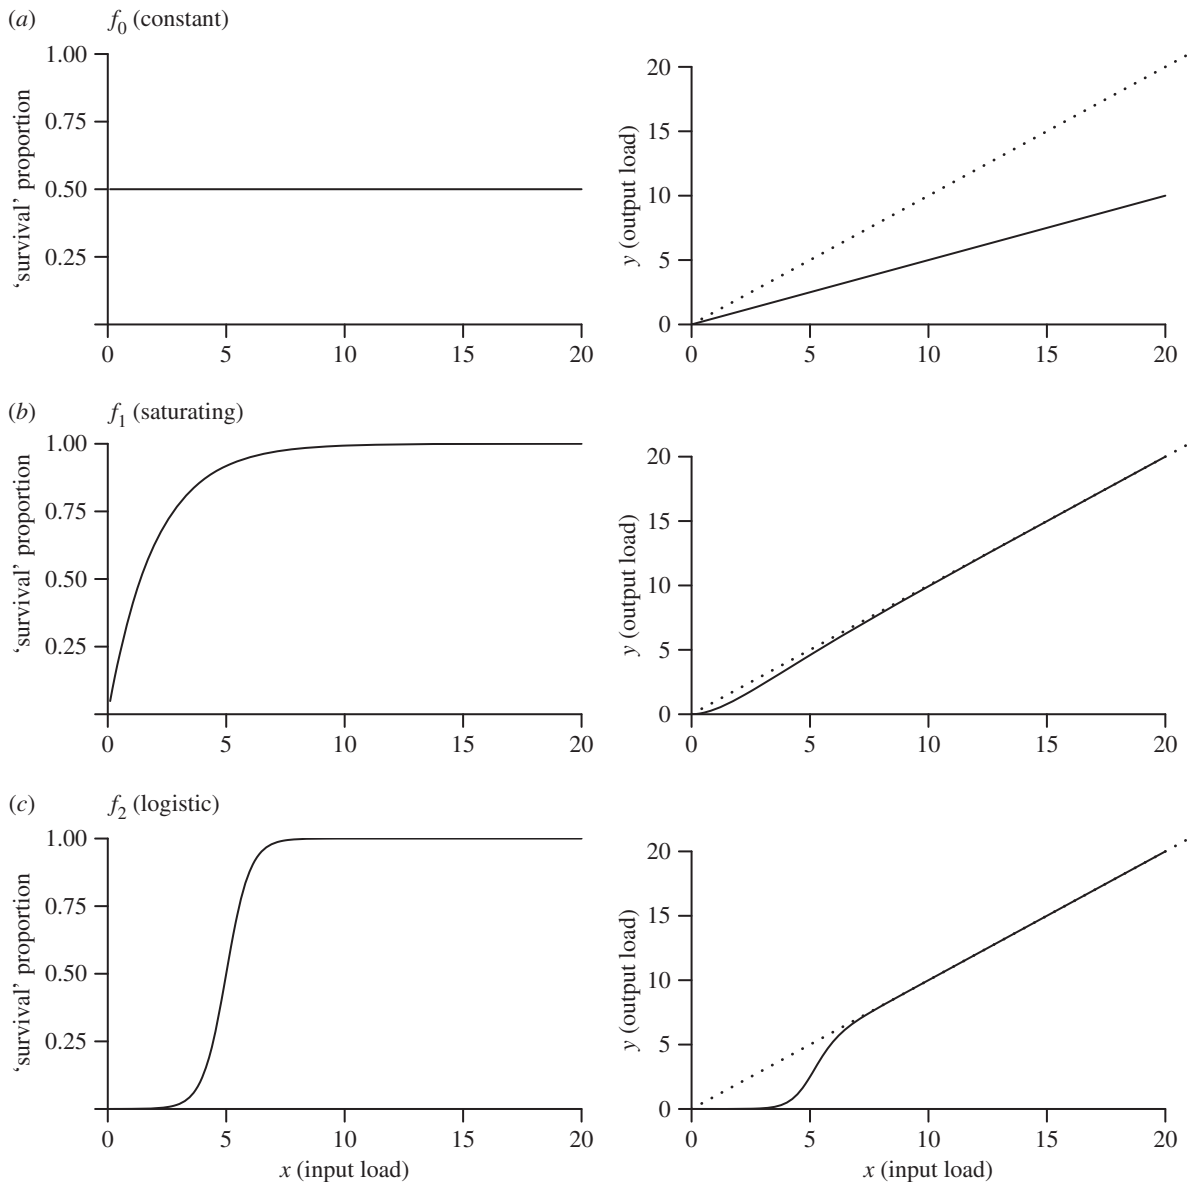 (a) f0 (constant)
1.00
0.75
0.50
0.25
'survival' proportion
0 5 10 15 20
20
15
10
5
0
y (output load)
0 5 10 15 20
(b) f1 (saturating)
1.00
0.75
0.50
0.25
'survival' proportion
0 5 10 15 20
20
15
10
5
0
y (output load)
0 5 10 15 20
(c) f2 (logistic)
1.00
0.75
0.50
0.25
'survival' proportion
0 5 10 15 20
x (input load)
20
15
10
5
0
y (output load)
0 5 10 15 20
x (input load)